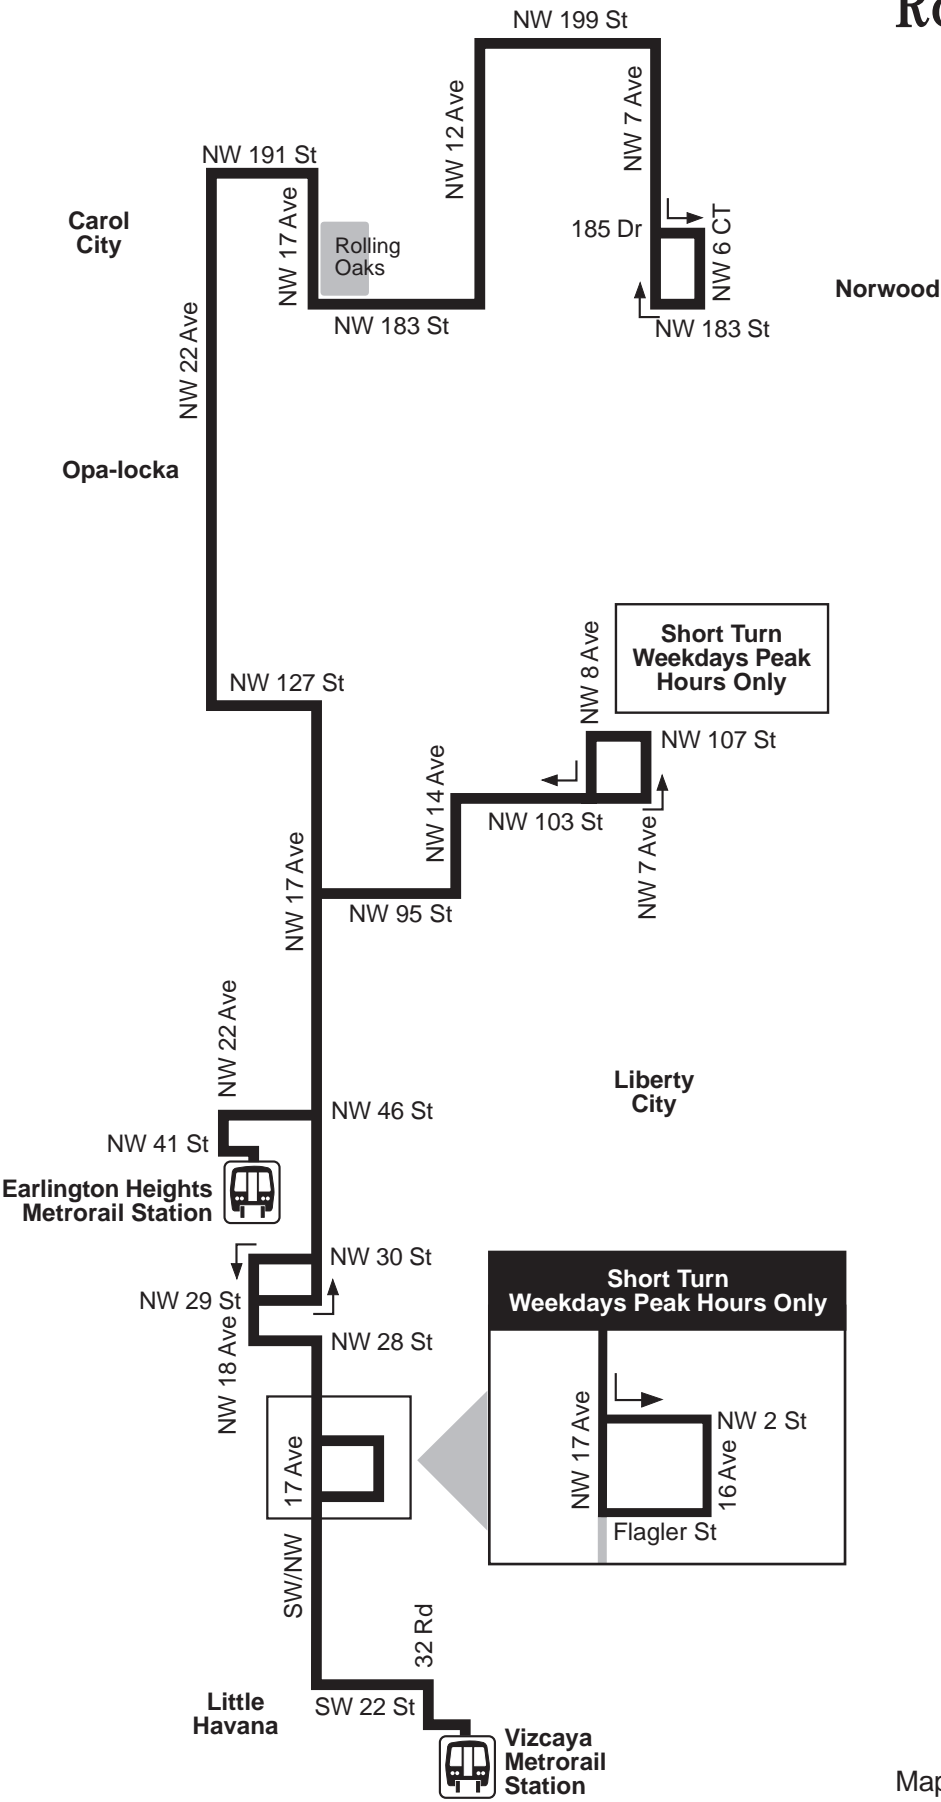 Ro
NW 199 St
NW 12 Ave
NW 7 Ave
NW 191 St
NW 17 Ave
Carol
City
Rolling
Oaks
185 Dr
NW 6 CT
Norwood
NW 183 St
NW 183 St
NW 22 Ave
Opa-locka
NW 8 Ave
Short Turn
Weekdays Peak
Hours Only
NW 127 St
NW 107 St
NW 14 Ave
NW 103 St
NW 7 Ave
NW 17 Ave
NW 95 St
NW 22 Ave
Liberty
City
NW 46 St
NW 41 St
Earlington Heights
Metrorail Station
NW 30 St
NW 29 St
NW 18 Ave
NW 28 St
Short Turn
Weekdays Peak Hours Only
NW 17 Ave
NW 2 St
16 Ave
Flagler St
17 Ave
SW/NW
32 Rd
Little
Havana
SW 22 St
Vizcaya
Metrorail
Station
Map